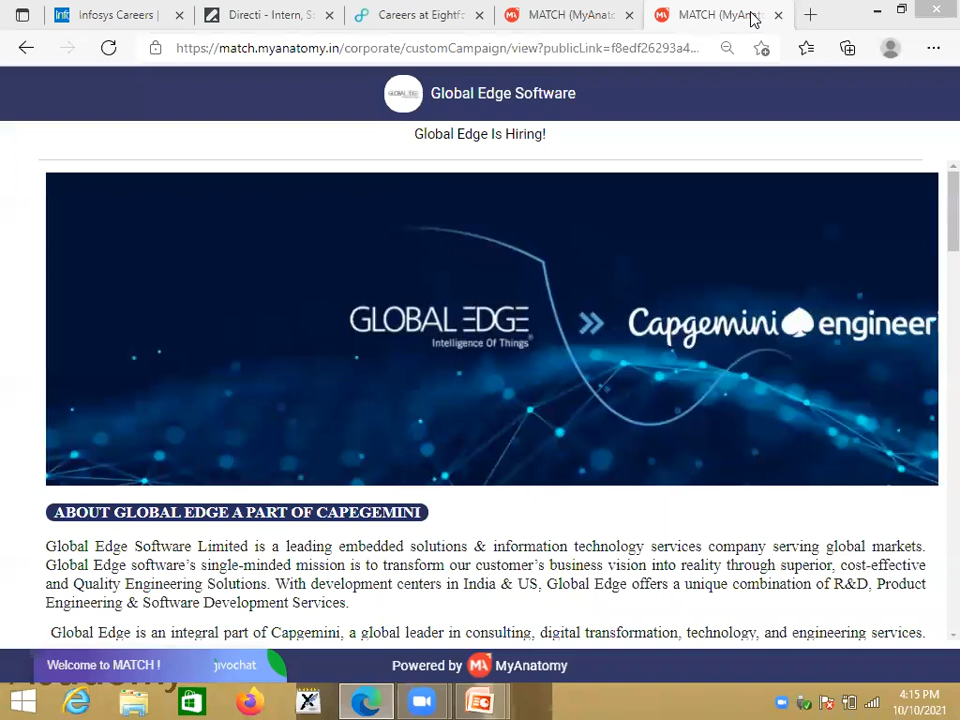 Infosys Careers |
Directi - Intern, S
Careers at Eightf
MATCH (MyAnato
MATCH (MyAnato
https://match.myanatomy.in/corporate/customCampaign/view?publicLink=f8edf26293a4...
Global Edge Software
Global Edge Is Hiring!
GLOBAL EDGE
Intelligence Of Things
Capgemini engineer
ABOUT GLOBAL EDGE A PART OF CAPEGEMINI
Global Edge Software Limited is a leading embedded solutions & information technology services company serving global markets.
Global Edge software's single-minded mission is to transform our customer's business vision into reality through superior, cost-effective
and Quality Engineering Solutions. With development centers in India & US, Global Edge offers a unique combination of R&D, Product
Engineering & Software Development Services.
Global Edge is an integral part of Capgemini, a global leader in consulting, digital transformation, technology, and engineering services.
Welcome to MATCH !
jivochat
Powered by MyAnatomy
4:15 PM
10/10/2021